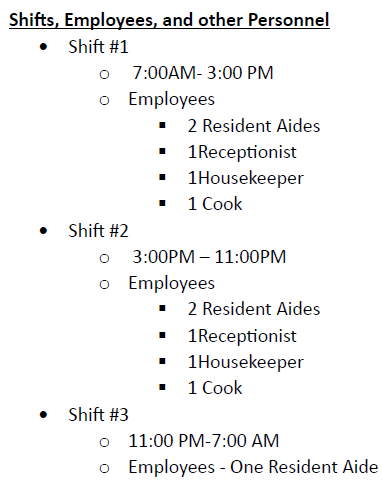 Shifts, Employees, and other Personnel
• Shift #1
o 7:00AM- 3:00 PM
o Employees
▪ 2 Resident Aides
▪ 1Receptionist
▪ 1Housekeeper
▪ 1 Cook
• Shift #2
o 3:00PM – 11:00PM
o Employees
▪ 2 Resident Aides
▪ 1Receptionist
▪ 1Housekeeper
▪ 1 Cook
• Shift #3
o 11:00 PM-7:00 AM
o Employees - One Resident Aide